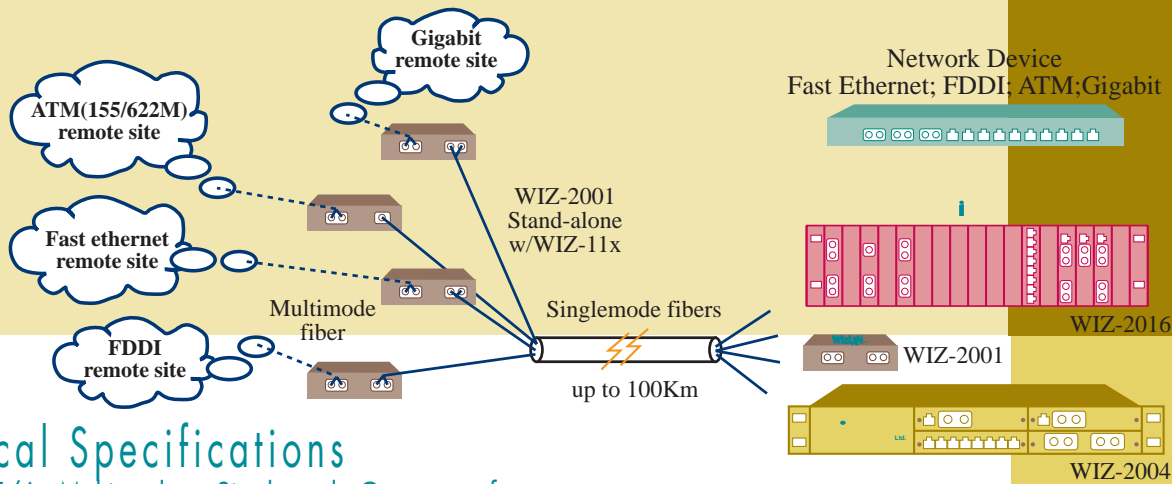 Gigabit
remote site
ATM(155/622M)
remote site
Fast ethernet
remote site
FDDI
remote site
WIZ-2001
Stand-alone
w/WIZ-11x
Multimode
fiber
Singlemode fibers
up to 100Km
Network Device
Fast Ethernet; FDDI; ATM;Gigabit
i
WIZ-2016
WIZ-2001
Ltd.
WIZ-2004
cal Specifications